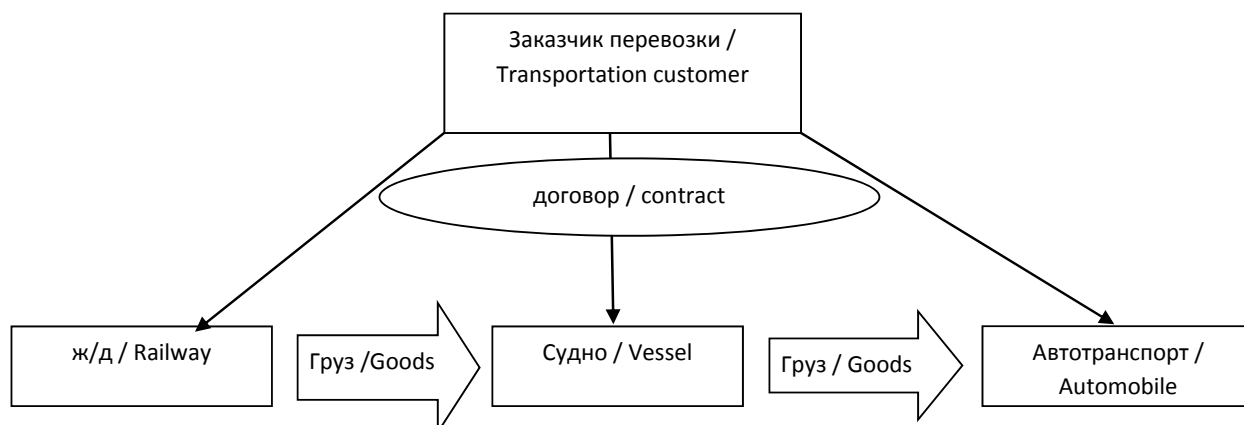 Заказчик перевозки /
Transportation customer
договор / contract
ж/д / Railway
Груз /Goods
Судно / Vessel
Груз / Goods
Автотранспорт /
Automobile